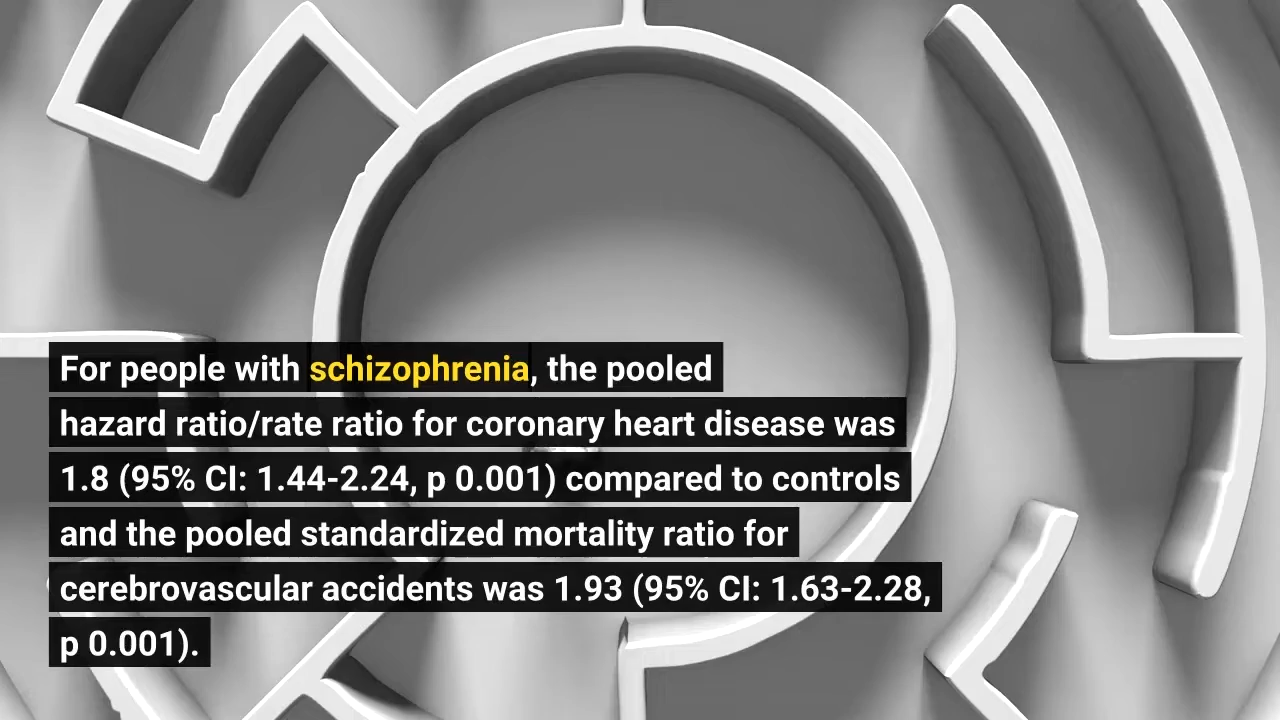 For people with schizophrenia, the pooled
hazard ratio/rate ratio for coronary heart disease was
1.8 (95% CI: 1.44-2.24, p 0.001) compared to controls
and the pooled standardized mortality ratio for
cerebrovascular accidents was 1.93 (95% CI: 1.63-2.28,
p 0.001).